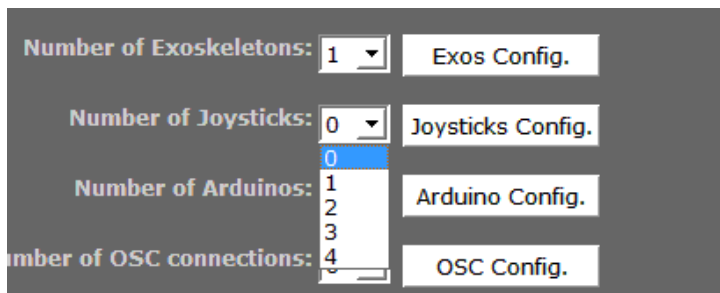 Number of Exoskeletons: 1 Exos Config.
Number of Joysticks: 0 Joysticks Config.
0
Number of Arduinos: 1 Arduino Config.
2
3
umber of OSC connections: 4 OSC Config.